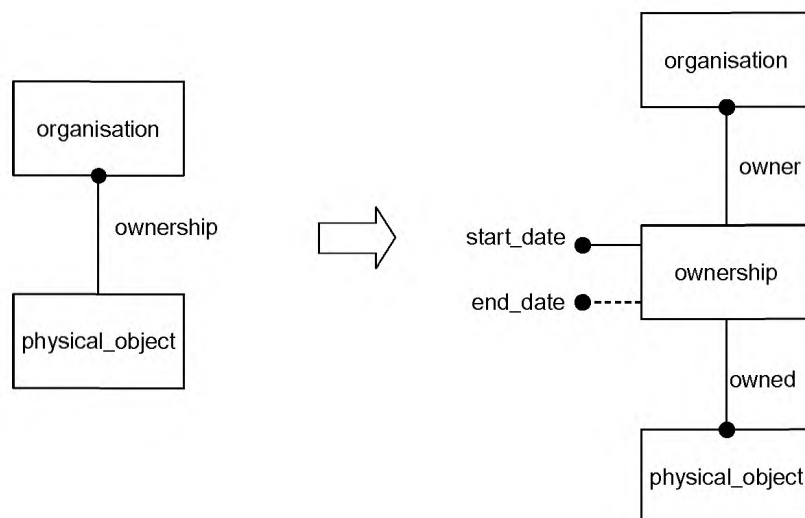 organisation
ownership
physical_object
organisation
owner
start_date
ownership
end_date
owned
physical_object